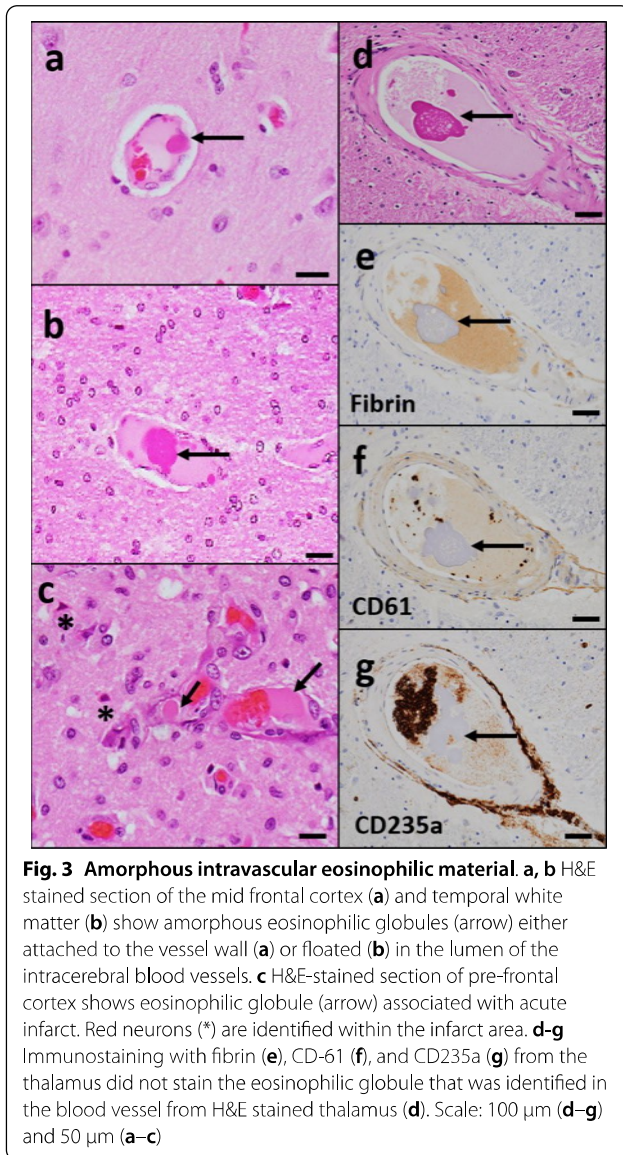 a
b
c
*
*
d
e
Fibrin
f
CD61
g
CD235a
Fig. 3 Amorphous intravascular eosinophilic material. a, b H&E
stained section of the mid frontal cortex (a) and temporal white
matter (b) show amorphous eosinophilic globules (arrow) either
attached to the vessel wall (a) or floated (b) in the lumen of the
intracerebral blood vessels. c H&E-stained section of pre-frontal
cortex shows eosinophilic globule (arrow) associated with acute
infarct. Red neurons (*) are identified within the infarct area. d-g
Immunostaining with fibrin (e), CD-61 (f), and CD235a (g) from the
thalamus did not stain the eosinophilic globule that was identified in
the blood vessel from H&E stained thalamus (d). Scale: 100 μm (d–g)
and 50 μm (a–c)